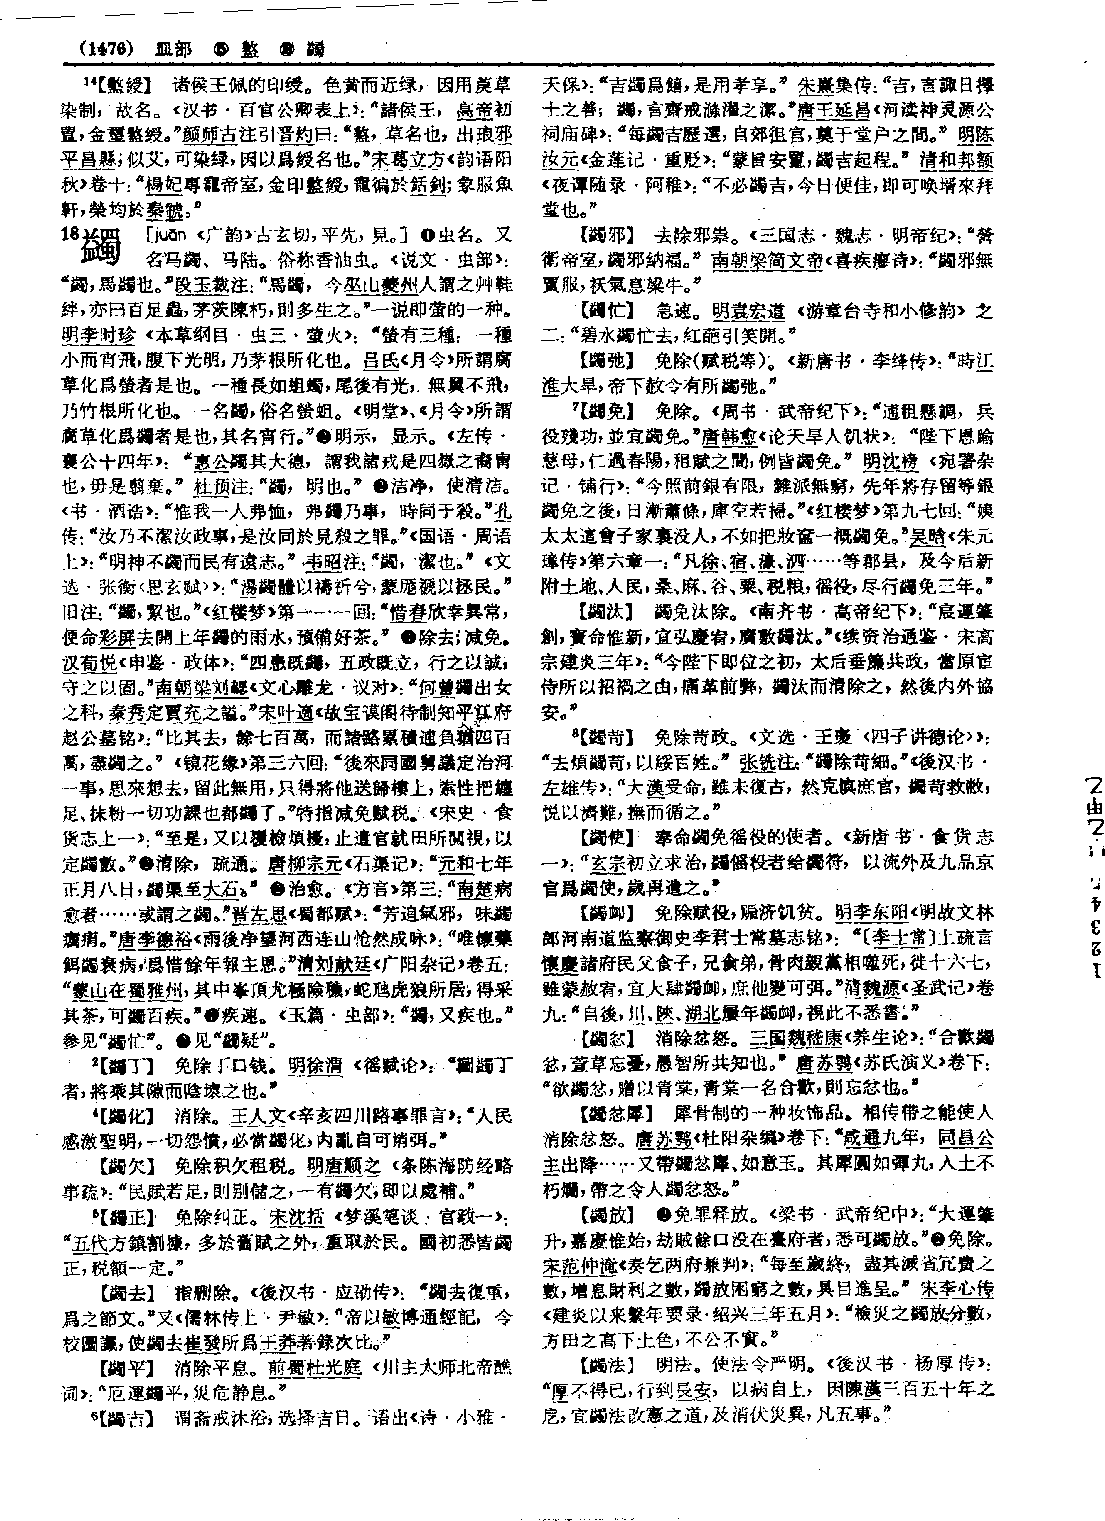 (1476) 皿部 ⑮ 盭 ⑱ 蠲
14【盭綬】 诸侯王佩的印绶。色黄而近绿，因用莀草
染制，故名。《汉书·百官公卿表上》：“諸侯王，高帝初
置，金璽盭綬。”颜师古注引晋灼曰：“盭，草名也，出琅邪
平昌縣，似艾，可染绿，因以爲綬名也。”宋葛立方《韵语阳
秋》卷十：“楊妃專寵帝室，金印盭綬，寵徧於銛釗；象服魚
軒，榮均於秦虢。”
18蠲 ［juān 《广韵》古玄切，平先，見。］ ❶虫名。又
名马蠲、马陆。俗称香油虫。《说文·虫部》：
“蠲，馬蠲也。”段玉裁注：“馬蠲，今巫山夔州人謂之艸鞋
絆，亦曰百足蟲，茅茨陳朽，則多生之。”一说即萤的一种。
明李时珍《本草纲目·虫三·萤火》：“螢有三種：一種
小而宵飛，腹下光明，乃茅根所化也。吕氏《月令》所謂腐
草化爲螢者是也。一種長如蛆蠋，尾後有光，無翼不飛，
乃竹根所化也。一名蠲，俗名螢蛆。《明堂》、《月令》所謂
腐草化爲蠲者是也，其名宵行。”❷明示，显示。《左传·
襄公十四年》：“惠公蠲其大德，謂我諸戎是四嶽之裔冑
也，毋是翦棄。”杜预注：“蠲，明也。”❸洁净，使清洁。
《书·酒诰》：“惟我一人弗恤，弗蠲乃事，時同于殺。”孔
传：“汝乃不潔汝政事，是汝同於見殺之罪。”《国语·周语
上》：“明神不蠲而民有遠志。”韦昭注：“蠲，潔也。”《文
选·张衡〈思玄赋〉》：“湯蠲體以禱祈兮，蒙厖禠以拯民。”
旧注：“蠲，絜也。”《红楼梦》第一一一回：“惜春欣幸異常，
便命彩屏去開上年蠲的雨水，預備好茶。”❹除去；减免。
汉荀悦《申鉴·政体》：“四患既蠲，五政既立，行之以誠，
守之以固。”南朝梁刘勰《文心雕龙·议对》：“何曾蠲出女
之科，秦秀定賈充之謚。”宋叶適《故宝谟阁待制知平江府
赵公墓铭》：“比其去，餘七百萬，而諸路累積逋負猶四百
萬，悉蠲之。”《镜花缘》第三六回：“後來同國舅議定治河
一事，思來想去，留此無用，只得將他送歸樓上，索性把纏
足、抹粉一切功課也都蠲了。”特指减免赋税。《宋史·食
货志上一》：“至是，又以覆檢煩擾，止遣官就田所閲視，以
定蠲數。”❺清除，疏通。唐柳宗元《石渠记》：“元和七年
正月八日，蠲渠至大石。”❻治愈。《方言》第三：“南楚病
愈者……或謂之蠲。”晋左思《蜀都赋》：“芳追氣邪，味蠲
癘痟。”唐李德裕《雨後净望河西连山怆然成咏》：“唯懷藥
餌蠲衰病，爲惜餘年報主恩。”清刘献廷《广阳杂记》卷五：
“蒙山在蜀雅州，其中峯頂尤極險穢，蛇虺虎狼所居；得采
其茶，可蠲百疾。”❼疾速。《玉篇·虫部》：“蠲，又疾也。”
参见“蠲忙”。❽见“蠲疑”。
2【蠲丁】 免除丁口钱。明徐渭《徭赋论》：“圖蠲丁
者，將乘其隙而陰壞之也。”
4【蠲化】 消除。王人文《辛亥四川路事罪言》：“人民
感激聖明，一切怨憤，必當蠲化，内亂自可銷弭。”
【蠲欠】 免除积欠租税。明唐顺之《条陈海防经略
事疏》：“民赋若足，則别儲之，一有蠲欠，即以處補。”
5【蠲正】 免除纠正。宋沈括《梦溪笔谈·官政一》：
“五代方鎮割據，多於舊賦之外，重取於民。國初悉皆蠲
正，税額一定。”
【蠲去】 指删除。《後汉书·应劭传》：“蠲去復重，
爲之節文。”又《儒林传上·尹敏》：“帝以敏博通經記，令
校圖讖，使蠲去崔發所爲王莽著錄次比。”
【蠲平】 消除平息。前蜀杜光庭《川主太师北帝醮
词》：“厄運蠲平，災危静息。”
6【蠲吉】 谓斋戒沐浴，选择吉日。语出《诗·小雅·
天保》：“吉蠲爲饎，是用孝享。”朱熹集传：“吉，言諏日擇
士之善；蠲，言齊戒滌濯之潔。”唐王延昌《河渎神灵源公
祠庙碑》：“每蠲吉歷選，自郊徂宫，奠于堂户之間。”明陈
汝元《金莲记·重贬》：“蒙旨安置，蠲吉起程。”清和邦额
《夜谭随录·阿稚》：“不必蠲吉，今日便佳，即可唤壻來拜
堂也。”
【蠲邪】 去除邪祟。《三国志·魏志·明帝纪》：“營
衛帝室，蠲邪納福。”南朝梁简文帝《喜疾瘳诗》：“蠲邪無
賈服，祆氣息梁牛。”
【蠲忙】 急速。明袁宏道《游章台寺和小修韵》之
二：“碧水蠲忙去，紅葩引笑開。”
【蠲弛】 免除（赋税等）。《新唐书·李绛传》：“時江
淮大旱，帝下赦令有所蠲弛。”
7【蠲免】 免除。《周书·武帝纪下》：“逋租懸調，兵
役殘功，並宜蠲免。”唐韩愈《论天旱人饥状》：“陛下恩踰
慈母，仁過春陽，租賦之間，例皆蠲免。”明沈榜《宛署杂
记·铺行》：“今照前銀有限，雜派無窮，先年將存留等銀
蠲免之後，日漸蕭條，庫空若掃。”《红楼梦》第九七回：“姨
太太這會子家裏没人，不如把妝奩一概蠲免。”吴晗《朱元
璋传》第六章一：“凡徐、宿、濠、泗……等郡县，及今后新
附土地、人民，桑、麻、谷、粟、税粮，徭役，尽行蠲免三年。”
【蠲汰】 蠲免汰除。《南齐书·高帝纪下》：“宸運肇
創，寶命惟新，宜弘慶宥，廣敷蠲汰。”《续资治通鉴·宋高
宗建炎三年》：“今陛下即位之初，太后垂簾共政，當原宦
侍所以招禍之由，痛革前弊，蠲汰而清除之，然後内外協
安。”
8【蠲苛】 免除苛政。《文选·王褒〈四子讲德论〉》：
“去煩蠲苛，以綏百姓。”张铣注：“蠲除苛细。”《後汉书·
左雄传》：“大漢受命，雖未復古，然克慎庶官，蠲苛救敝，
悦以濟難，撫而循之。”
【蠲使】 奉命蠲免徭役的使者。《新唐书·食货志
一》：“玄宗初立求治，蠲傜役者给蠲符，以流外及九品京
官爲蠲使，歲再遣之。”
【蠲卹】 免除赋役，赈济饥贫。明李东阳《明故文林
郎河南道监察御史李君士常墓志铭》：“〔李士常〕上疏言
懷慶諸府民父食子，兄食弟，骨肉親黨相噬死，徙十六七，
雖蒙赦宥，宜大肆蠲卹，庶他變可弭。”清魏源《圣武记》卷
九：“自後，川、陝、湖北屢年蠲卹，視此不悉書。”
【蠲忿】 消除忿怒。三国魏嵇康《养生论》：“合歡蠲
忿，萱草忘憂，愚智所共知也。”唐苏鹗《苏氏演义》卷下：
“欲蠲忿，贈以青棠，青棠一名合歡，則忘忿也。”
【蠲忿犀】 犀骨制的一种妆饰品。相传带之能使人
消除忿怒。唐苏鹗《杜阳杂编》卷下：“咸通九年，同昌公
主出降……又帶蠲忿犀、如意玉。其犀圓如彈丸，入土不
朽爛，帶之令人蠲忿怒。”
【蠲放】 ❶免罪释放。《梁书·武帝纪中》：“大運肇
升，嘉慶惟始，劫賊餘口没在臺府者，悉可蠲放。”❷免除。
宋范仲淹《奏乞两府兼判》：“每至歲終，盡其減省冗費之
數，增息財利之數，蠲放困窮之數，具目進呈。”宋李心传
《建炎以来繫年要录·绍兴三年五月》：“檢災之蠲放分數，
方田之高下土色，不公不實。”
【蠲法】 明法。使法令严明。《後汉书·杨厚传》：
“厚不得已，行到長安，以病自上，因陳漢三百五十年之
戹，宜蠲法改憲之道，及消伏災異，凡五事。”